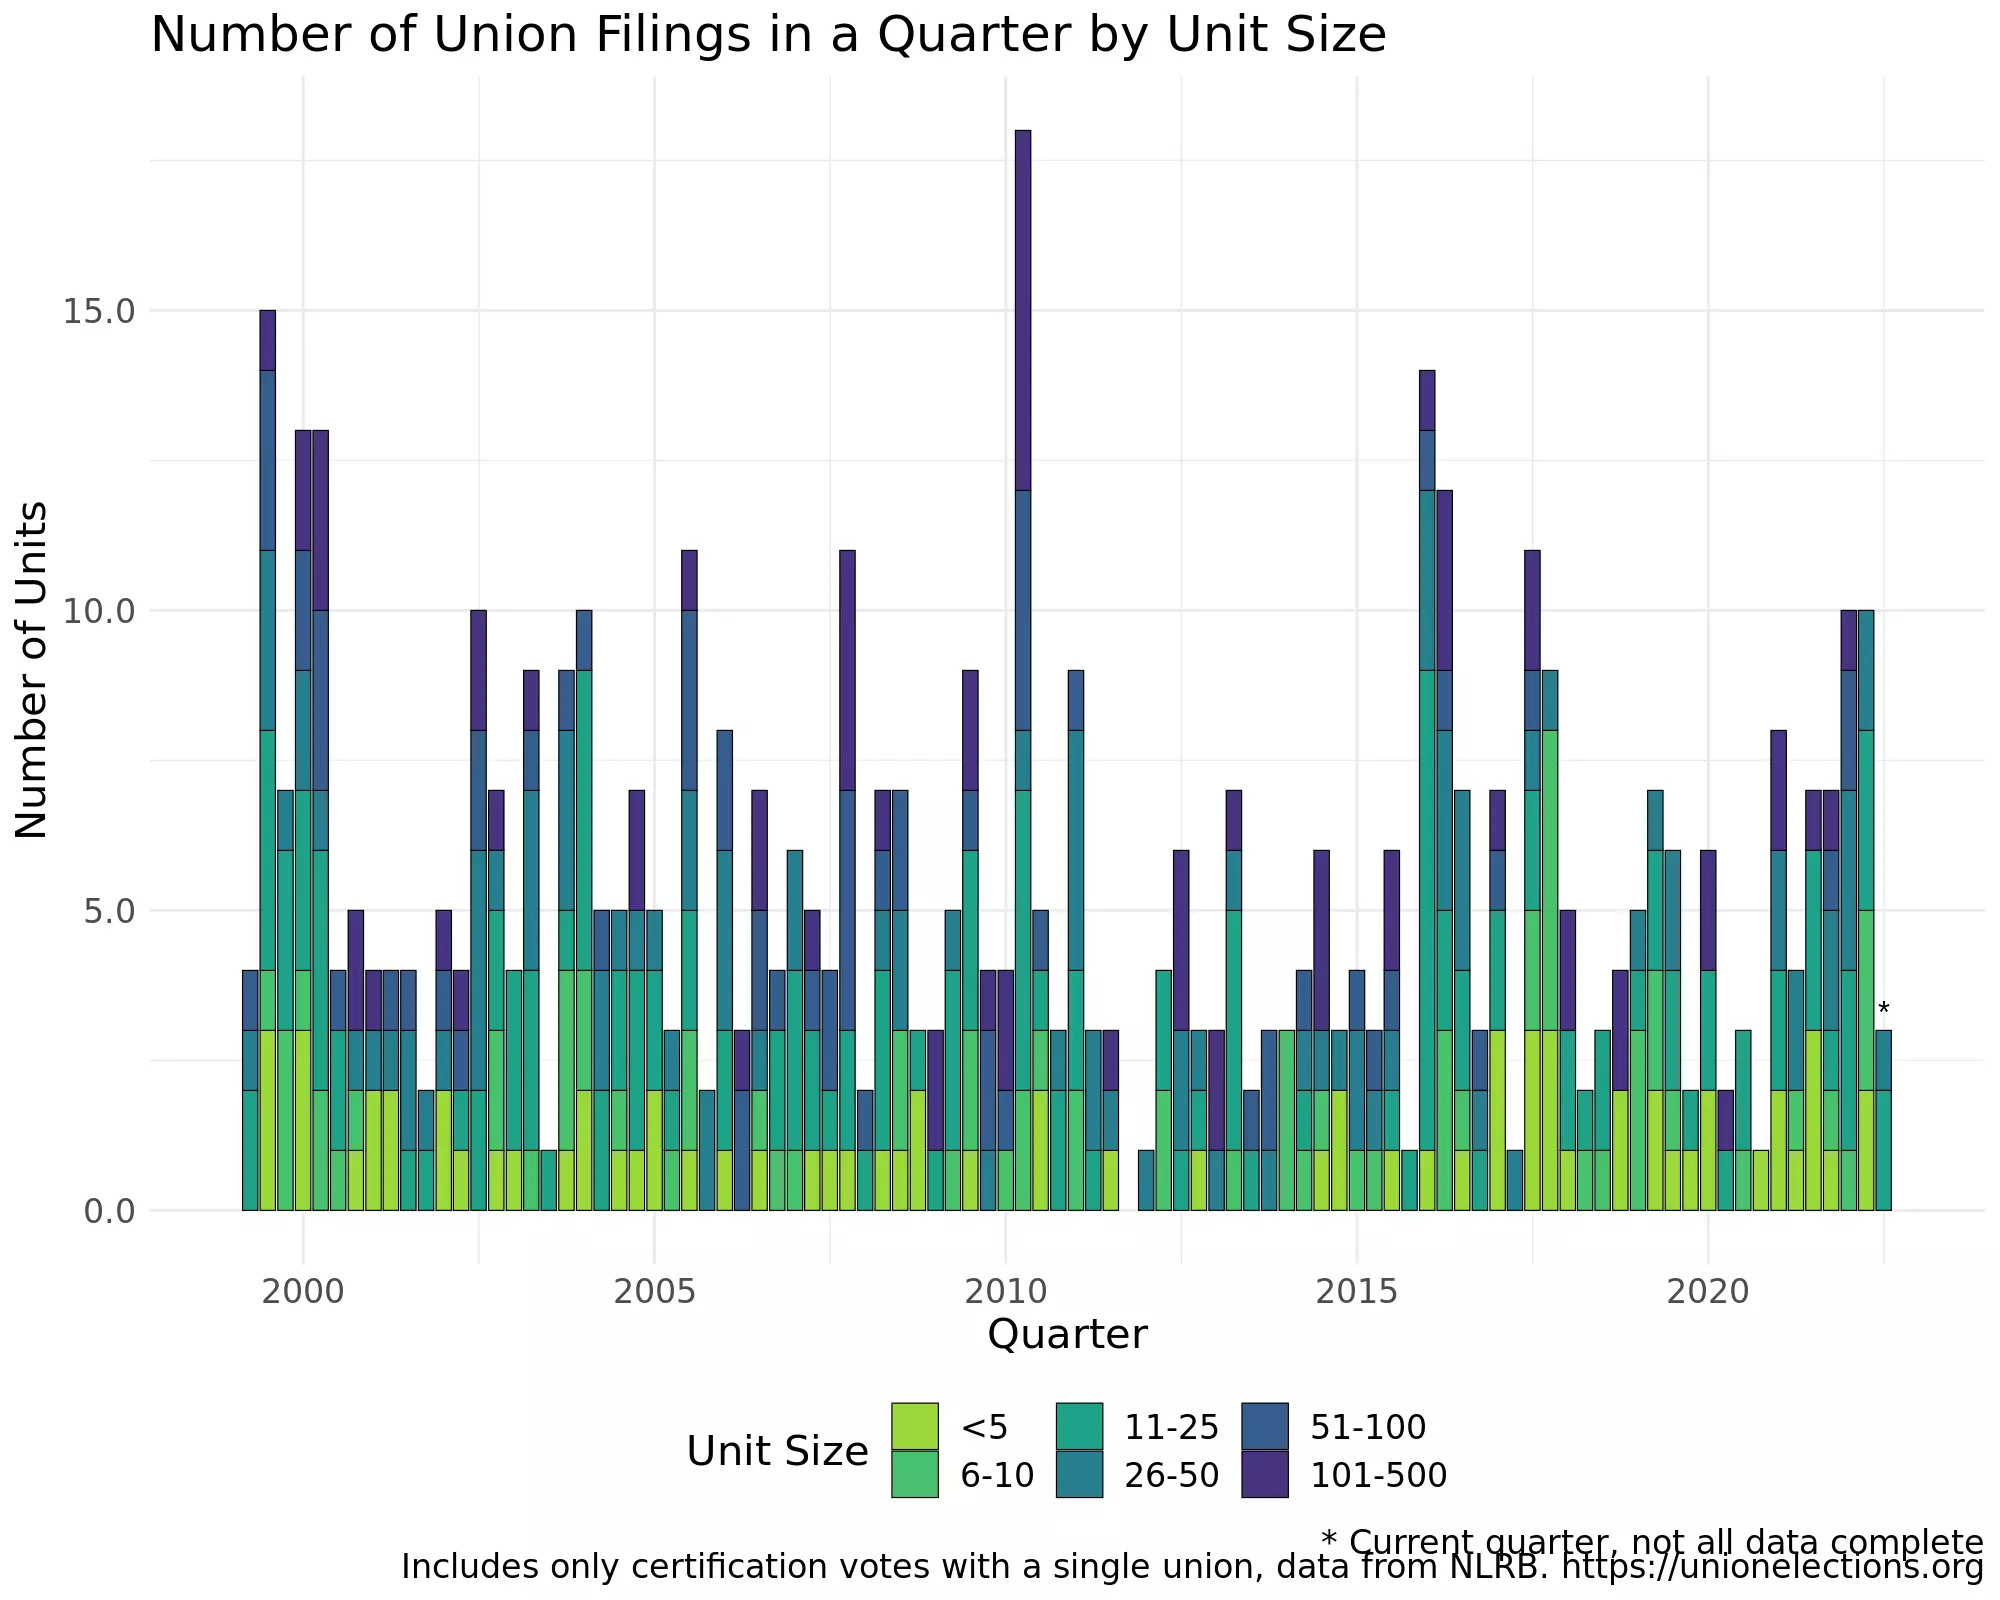 Number of Union Filings in a Quarter by Unit Size
Number of Units
15.0
10.0
5.0
0.0
*
2000 2005 2010 2015 2020
Quarter
Unit Size
<5 11-25 51-100
6-10 26-50 101-500
* Current quarter, not all data complete
Includes only certification votes with a single union, data from NLRB. https://unionelections.org